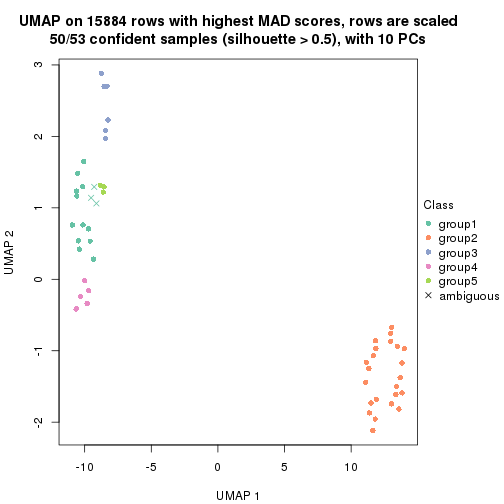 UMAP on 15884 rows with highest MAD scores, rows are scaled
50/53 confident samples (silhouette > 0.5), with 10 PCs
3
2
1
0
-1
-2
UMAP 2
-10
-5
0
5
10
UMAP 1
Class
group1
group2
group3
group4
group5
ambiguous